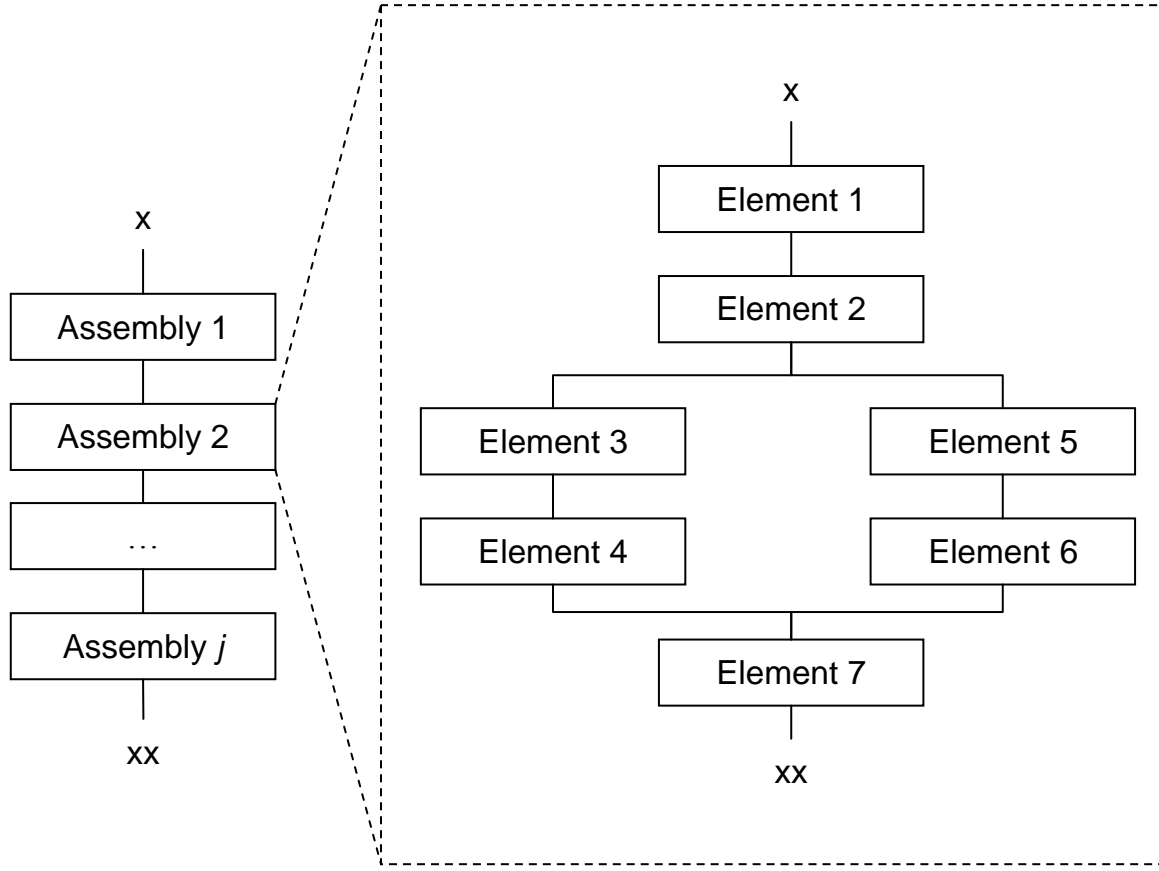 x
Assembly 1
Assembly 2
...
Assembly j
xx
x
Element 1
Element 2
Element 3
Element 5
Element 4
Element 6
Element 7
xx